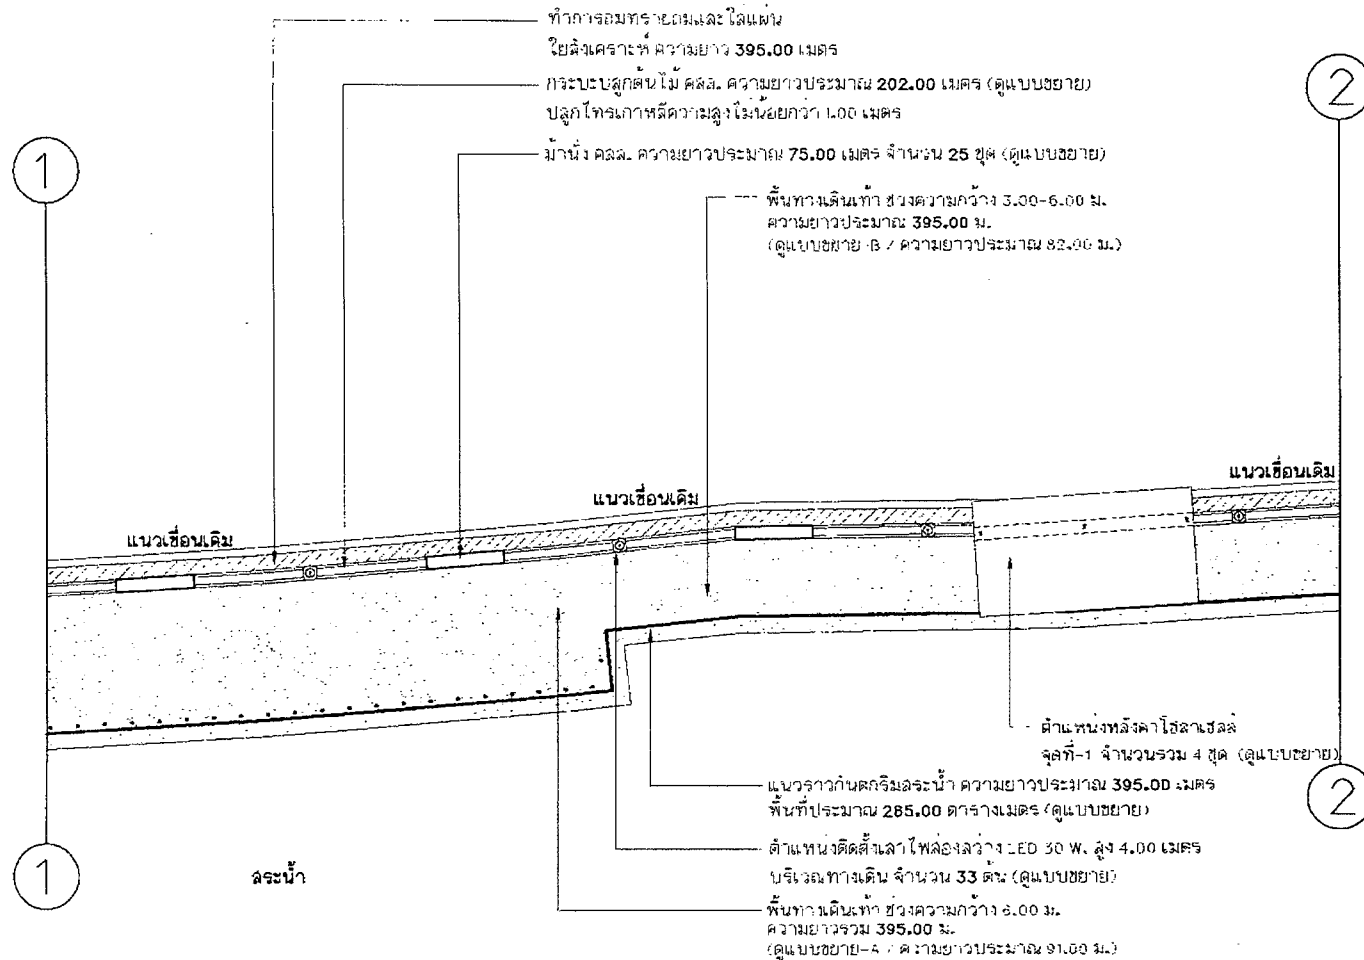 ทำการถมทรายถมและใส่แผ่น
ใยสังเคราะห์ ความยาว 395.00 เมตร
กระบะปลูกต้นไม้ คสล. ความยาวประมาณ 202.00 เมตร (ดูแบบขยาย)
ปลูกไทรเกาหลีความสูงไม่น้อยกว่า 1.00 เมตร
ม้านั่ง คสล. ความยาวประมาณ 75.00 เมตร จำนวน 25 ชุด (ดูแบบขยาย)
พื้นทางเดินเท้า ช่วงความกว้าง 3.00-6.00 ม.
ความยาวประมาณ 395.00 ม.
(ดูแบบขยาย -B / ความยาวประมาณ 82.00 ม.)
1
2
แนวเขื่อนเดิม
แนวเขื่อนเดิม
แนวเขื่อนเดิม
ตำแหน่งหลังคาโซล่าเซลล์
จุดที่-1 จำนวนรวม 4 ชุด (ดูแบบขยาย)
แนวราวกันตกริมสระน้ำ ความยาวประมาณ 395.00 เมตร
พื้นที่ประมาณ 285.00 ตารางเมตร (ดูแบบขยาย)
2
ตำแหน่งติดตั้งเสาไฟส่องสว่าง LED 30 W. สูง 4.00 เมตร
บริเวณทางเดิน จำนวน 33 ต้น (ดูแบบขยาย)
1
สระน้ำ
พื้นทางเดินเท้า ช่วงความกว้าง 6.00 ม.
ความยาวรวม 395.00 ม.
(ดูแบบขยาย-A / ความยาวประมาณ 91.00 ม.)